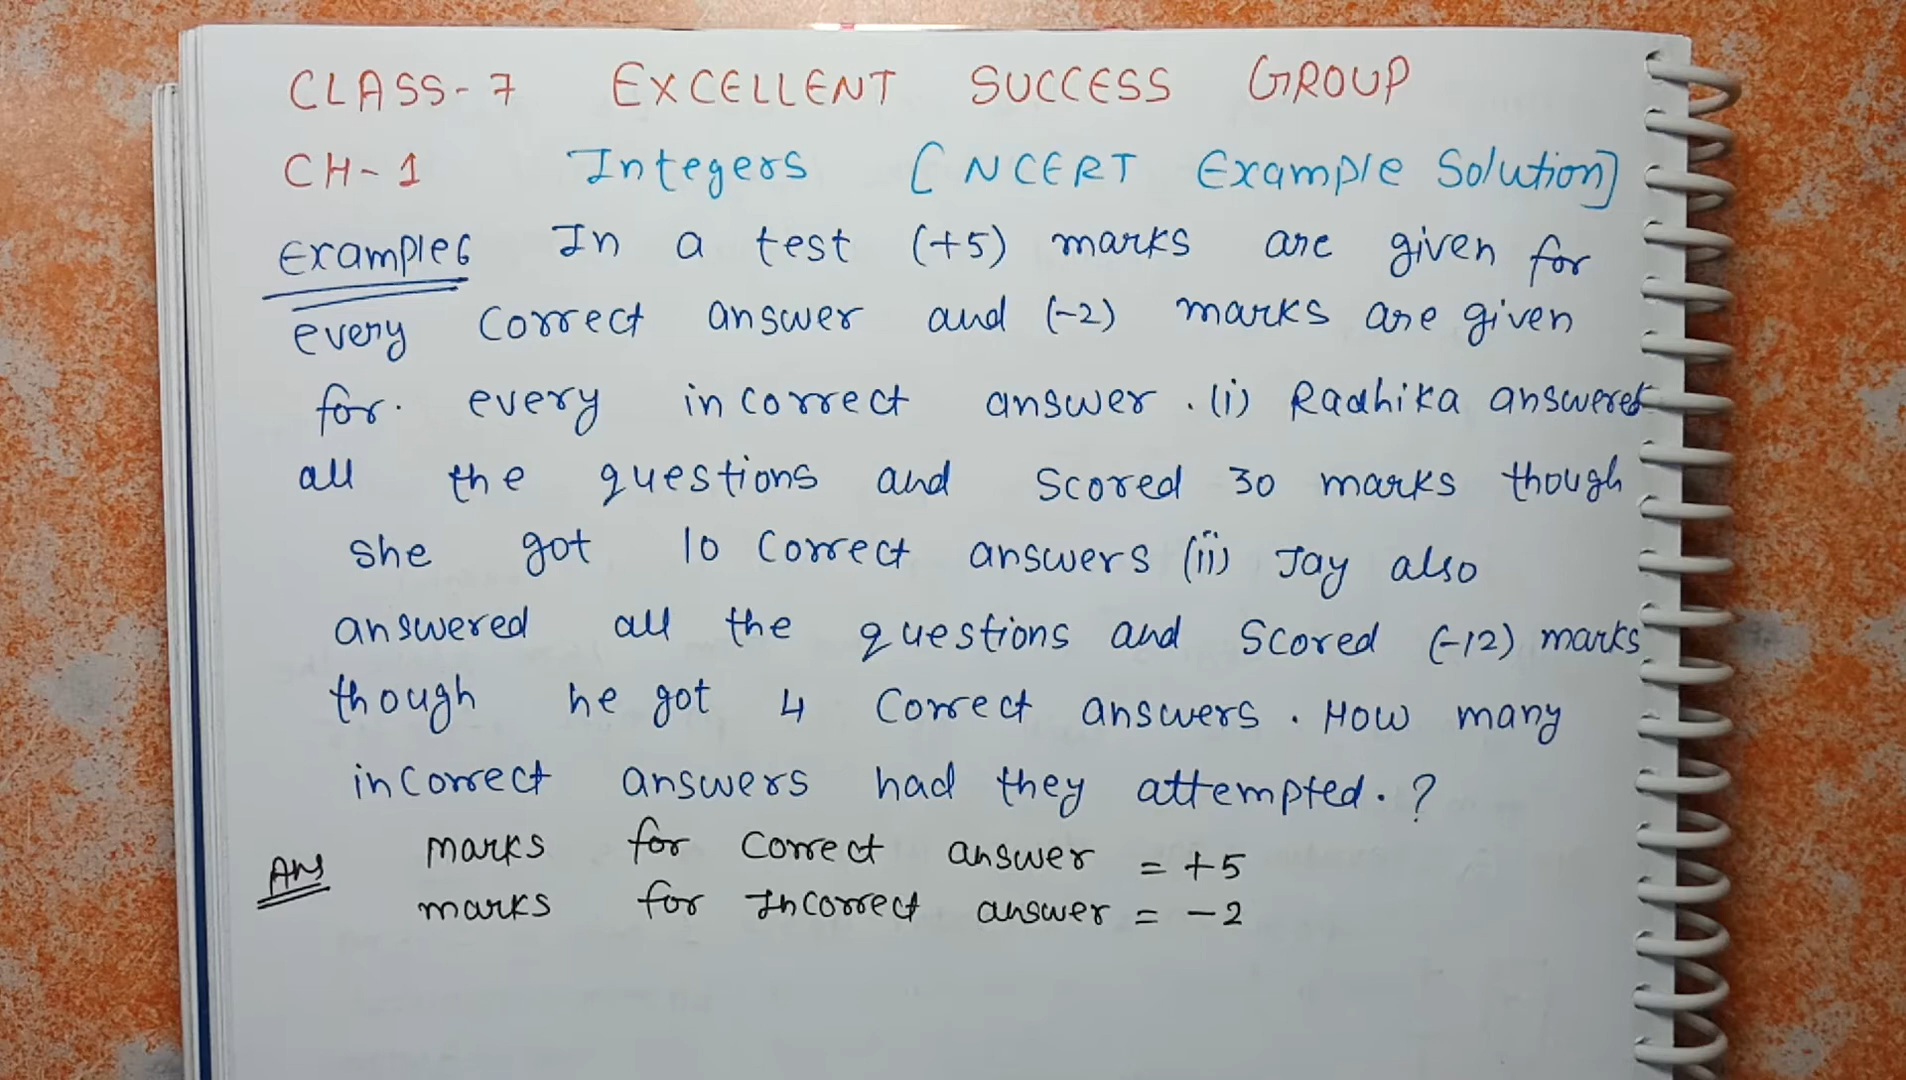 CLASS-7 EXCELLENT SUCCESS GROUP
CH-1 Integers [NCERT Example Solution]
Example6 In a test (+5) marks are given for
every correct answer and (-2) marks are given
for. every incorrect answer. (i) Radhika answered
all the questions and scored 30 marks though
she got 10 correct answers (ii) Jay also
answered all the questions and scored (-12) marks
though he got 4 correct answers. How many
incorrect answers had they attempted.?
Ans marks for correct answer = +5
marks for Incorrect answer = -2